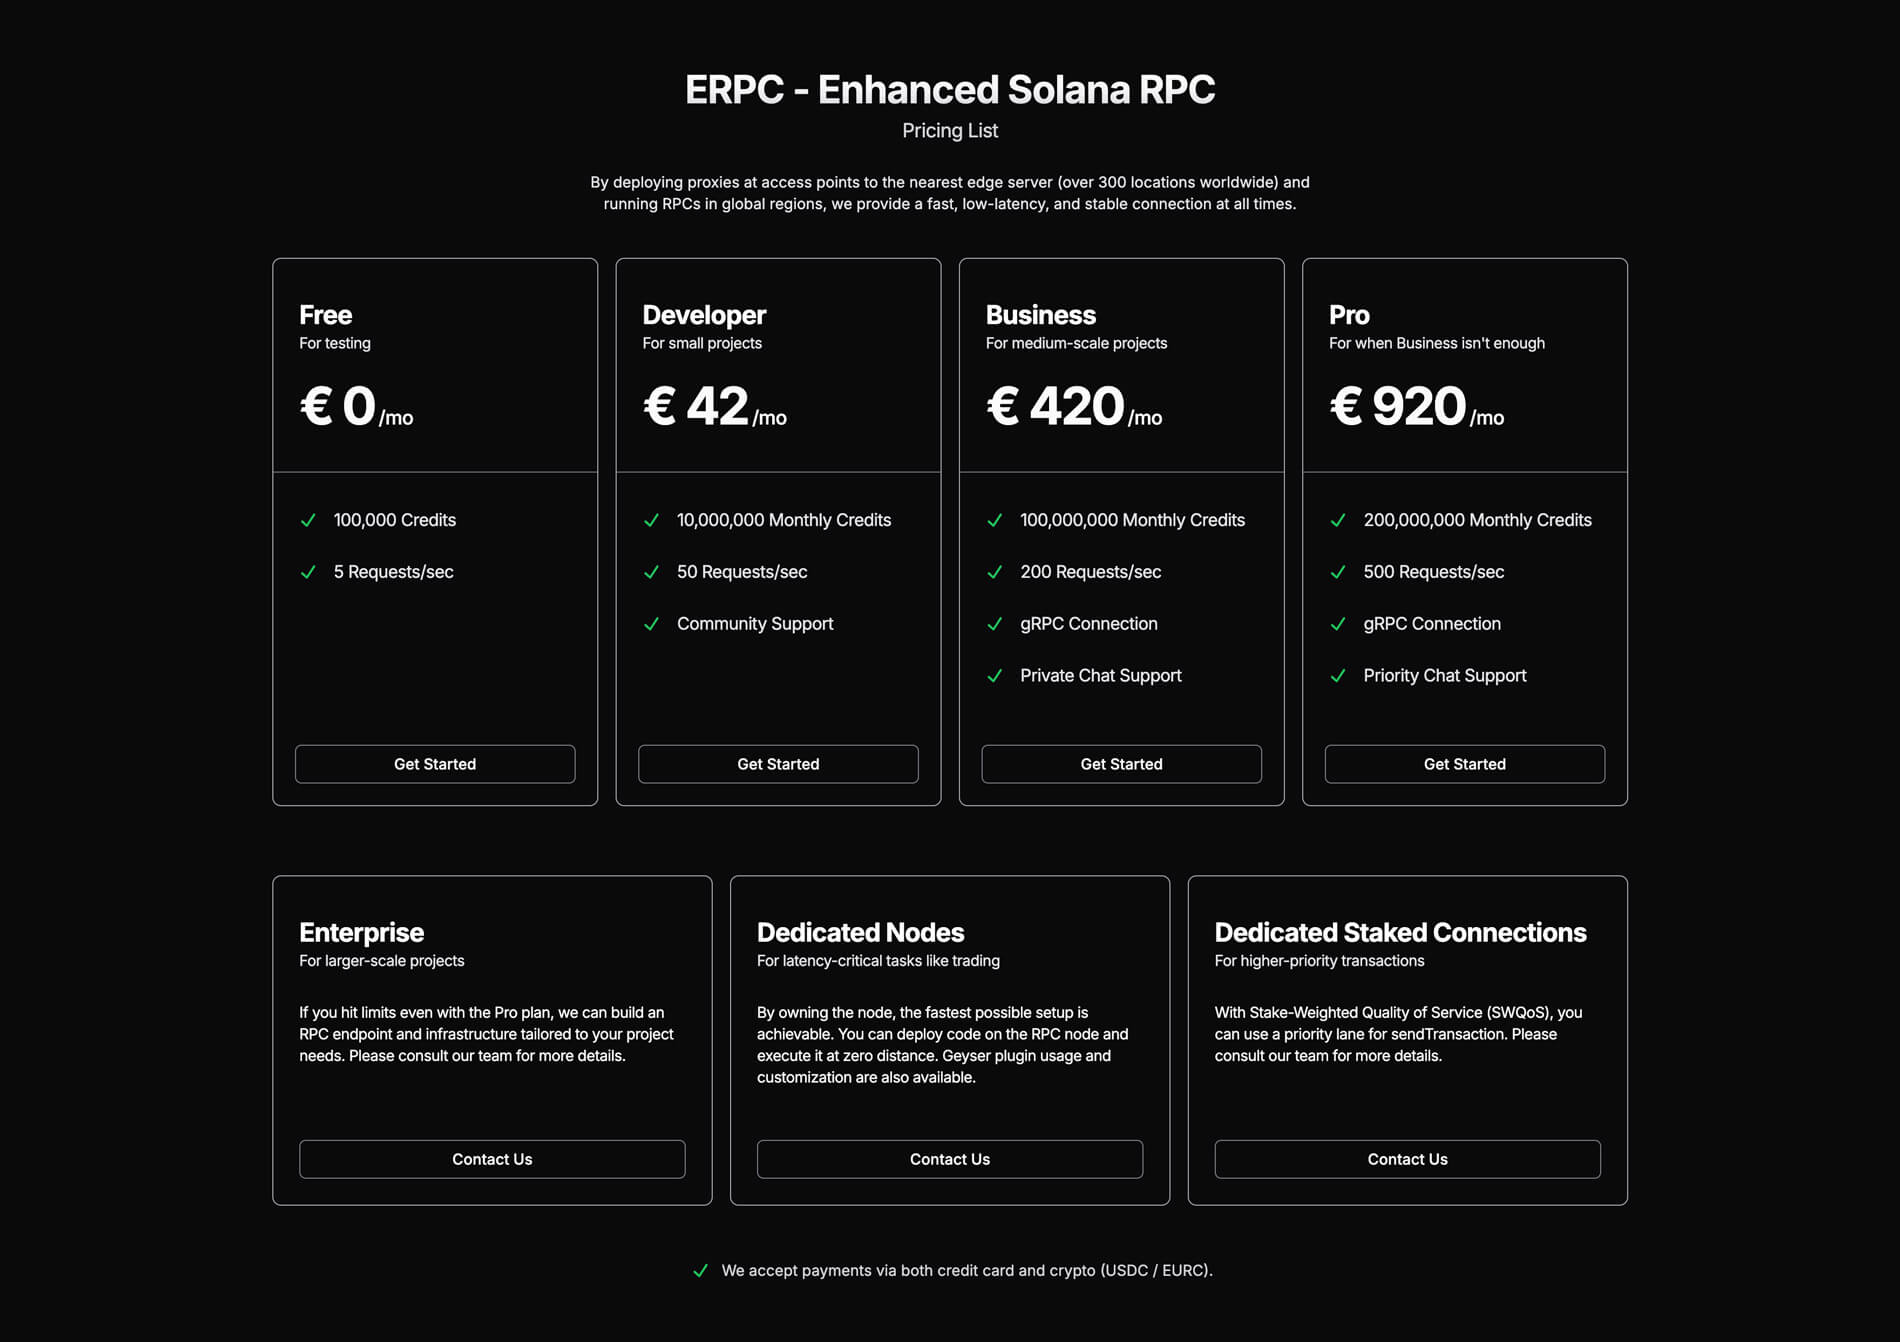 ERPC - Enhanced Solana RPC
Pricing List
By deploying proxies at access points to the nearest edge server (over 300 locations worldwide) and
running RPCs in global regions, we provide a fast, low-latency, and stable connection at all times.
Free
For testing
€ 0 /mo
100,000 Credits
5 Requests/sec
Get Started
Developer
For small projects
€ 42 /mo
10,000,000 Monthly Credits
50 Requests/sec
Community Support
Get Started
Business
For medium-scale projects
€ 420 /mo
100,000,000 Monthly Credits
200 Requests/sec
gRPC Connection
Private Chat Support
Get Started
Pro
For when Business isn't enough
€ 920 /mo
200,000,000 Monthly Credits
500 Requests/sec
gRPC Connection
Priority Chat Support
Get Started
Enterprise
For larger-scale projects
If you hit limits even with the Pro plan, we can build an
RPC endpoint and infrastructure tailored to your project
needs. Please consult our team for more details.
Contact Us
Dedicated Nodes
For latency-critical tasks like trading
By owning the node, the fastest possible setup is
achievable. You can deploy code on the RPC node and
execute it at zero distance. Geyser plugin usage and
customization are also available.
Contact Us
Dedicated Staked Connections
For higher-priority transactions
With Stake-Weighted Quality of Service (SWQoS), you
can use a priority lane for sendTransaction. Please
consult our team for more details.
Contact Us
We accept payments via both credit card and crypto (USDC / EURC).